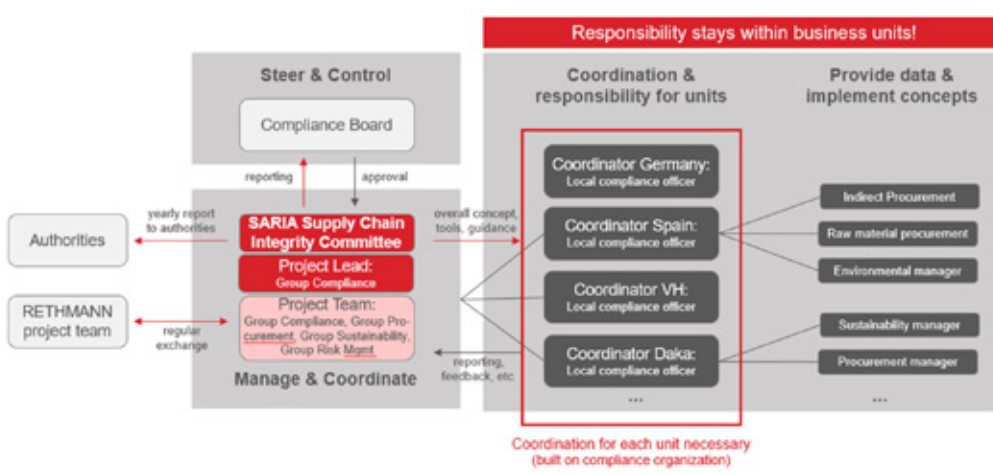 Responsibility stays within business units!
Steer & Control
Compliance Board
reporting
approval
Coordination &
responsibility for units
Provide data &
implement concepts
Authorities
yearly report
to authorities
SARIA Supply Chain
Integrity Committee
Project Lead:
Group Compliance
Project Team:
Group Compliance, Group Pro-
curement, Group Sustainability,
Group Risk Mgmt
Manage & Coordinate
RETHMANN
project team
regular
exchange
overall concept,
tools, guidance
reporting,
feedback, etc.
Coordinator Germany:
Local compliance officer
Coordinator Spain:
Local compliance officer
Coordinator VH:
Local compliance officer
Coordinator Daka:
Local compliance officer
...
Indirect Procurement
Raw material procurement
Environmental manager
Sustainability manager
Procurement manager
...
Coordination for each unit necessary
(built on compliance organization)